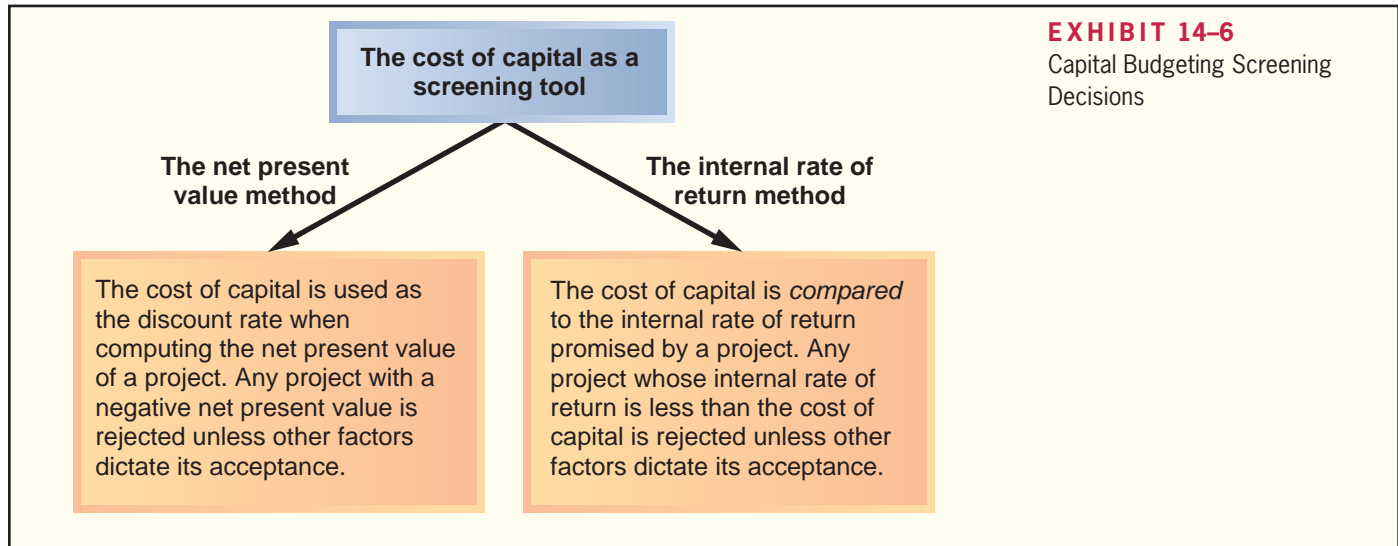 The cost of capital as a
screening tool
EXHIBIT 14–6
Capital Budgeting Screening
Decisions
The net present
value method
The internal rate of
return method
The cost of capital is used as
the discount rate when
computing the net present value
of a project. Any project with a
negative net present value is
rejected unless other factors
dictate its acceptance.
The cost of capital is compared
to the internal rate of return
promised by a project. Any
project whose internal rate of
return is less than the cost of
capital is rejected unless other
factors dictate its acceptance.